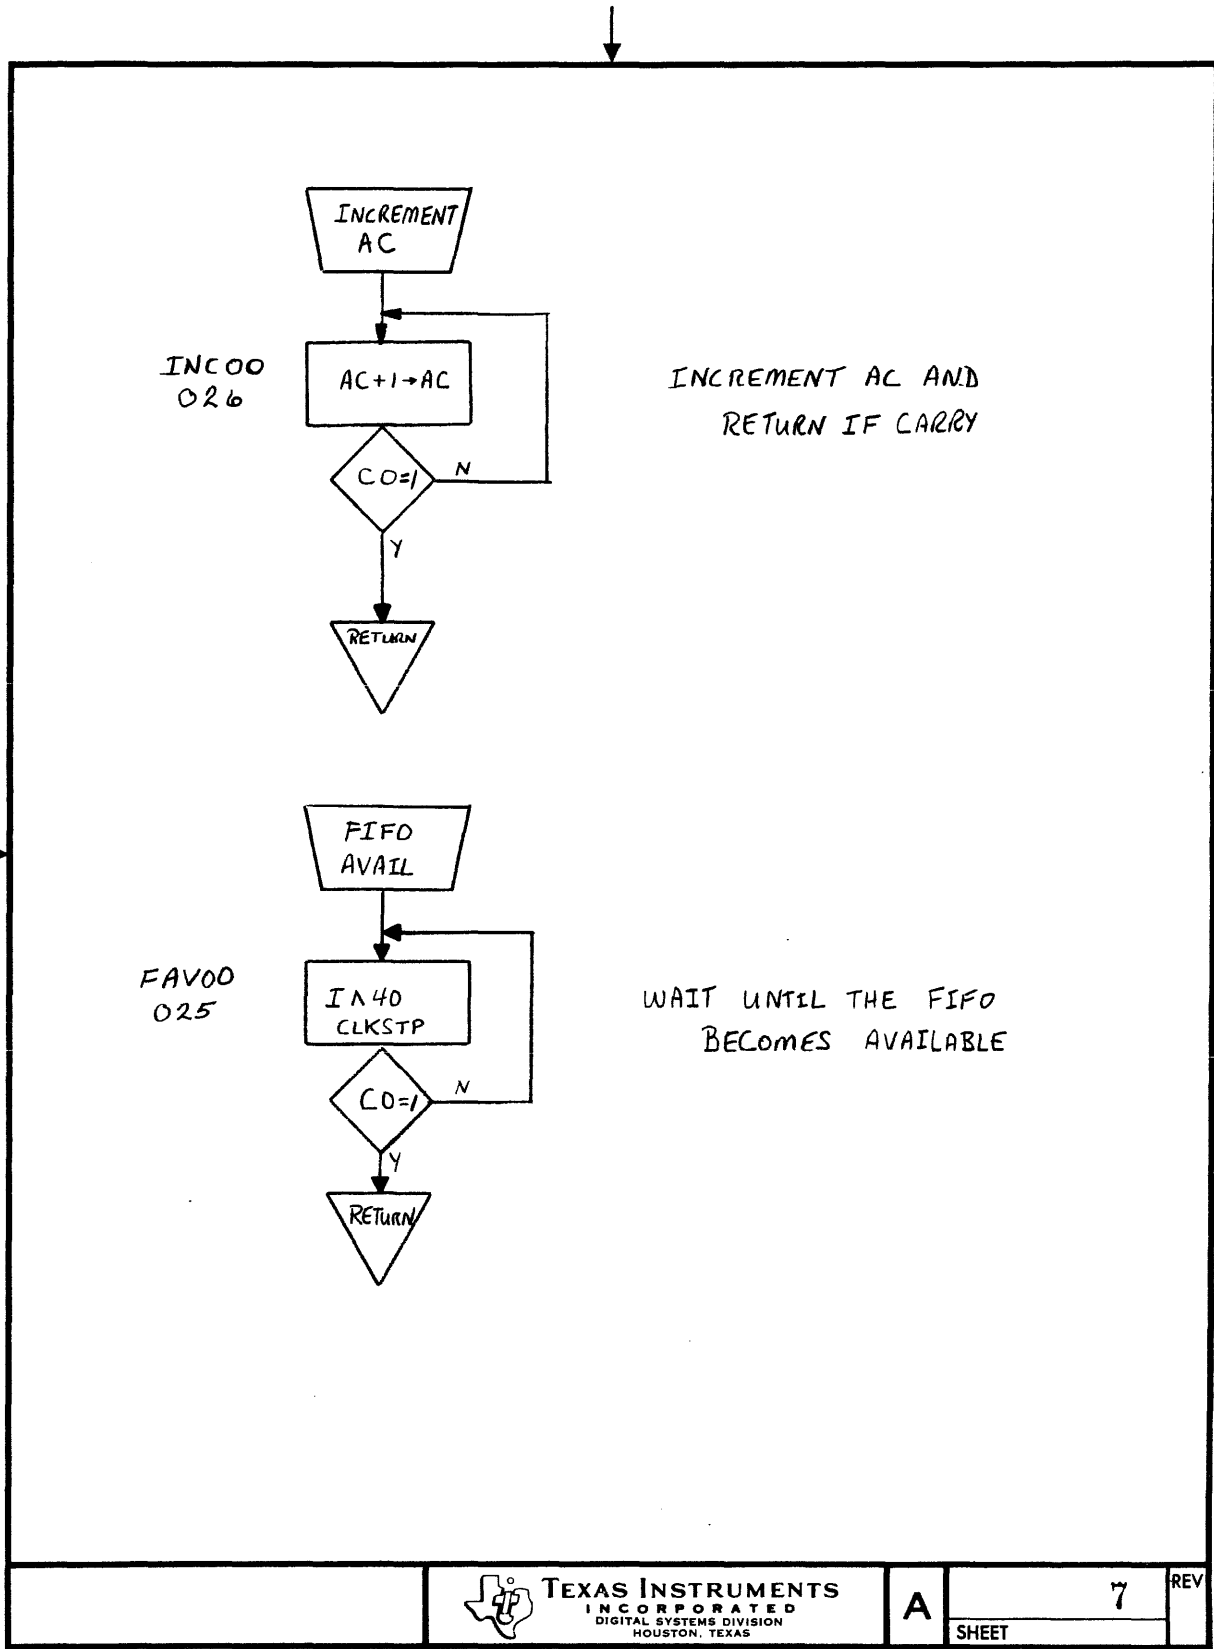 INCREMENT
AC
INC00
026
AC+1→AC
INCREMENT AC AND
RETURN IF CARRY
CO=1
N
Y
RETURN
FIFO
AVAIL
FAV00
025
I∧40
CLKSTP
WAIT UNTIL THE FIFO
BECOMES AVAILABLE
CO=1
N
Y
RETURN
TEXAS INSTRUMENTS
INCORPORATED
DIGITAL SYSTEMS DIVISION
HOUSTON, TEXAS
A
7
SHEET
REV